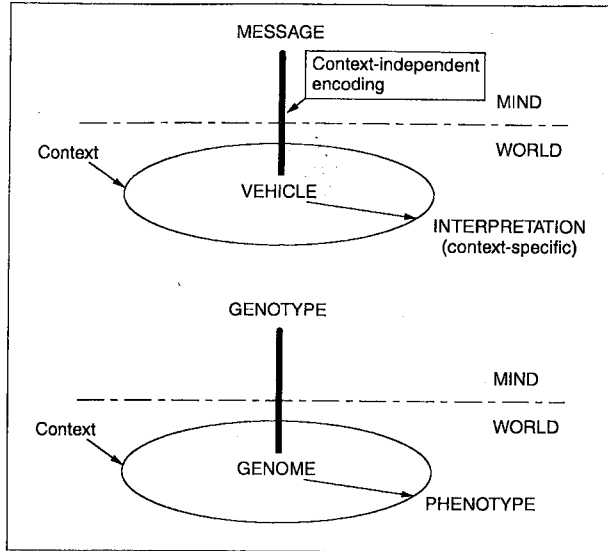 MESSAGE
Context-independent
encoding
MIND
WORLD
Context
VEHICLE
INTERPRETATION
(context-specific)
GENOTYPE
MIND
WORLD
Context
GENOME
PHENOTYPE